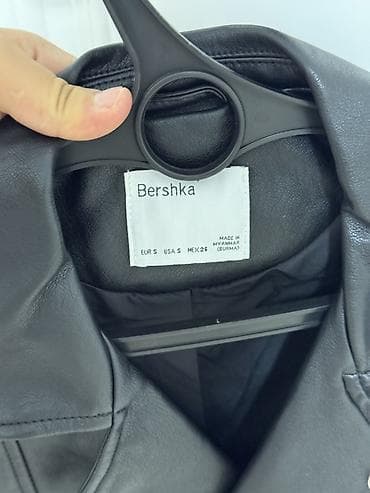 Bershka
MADE IN
MYANMAR
(BURMA)
EUR S USA S MEX 26